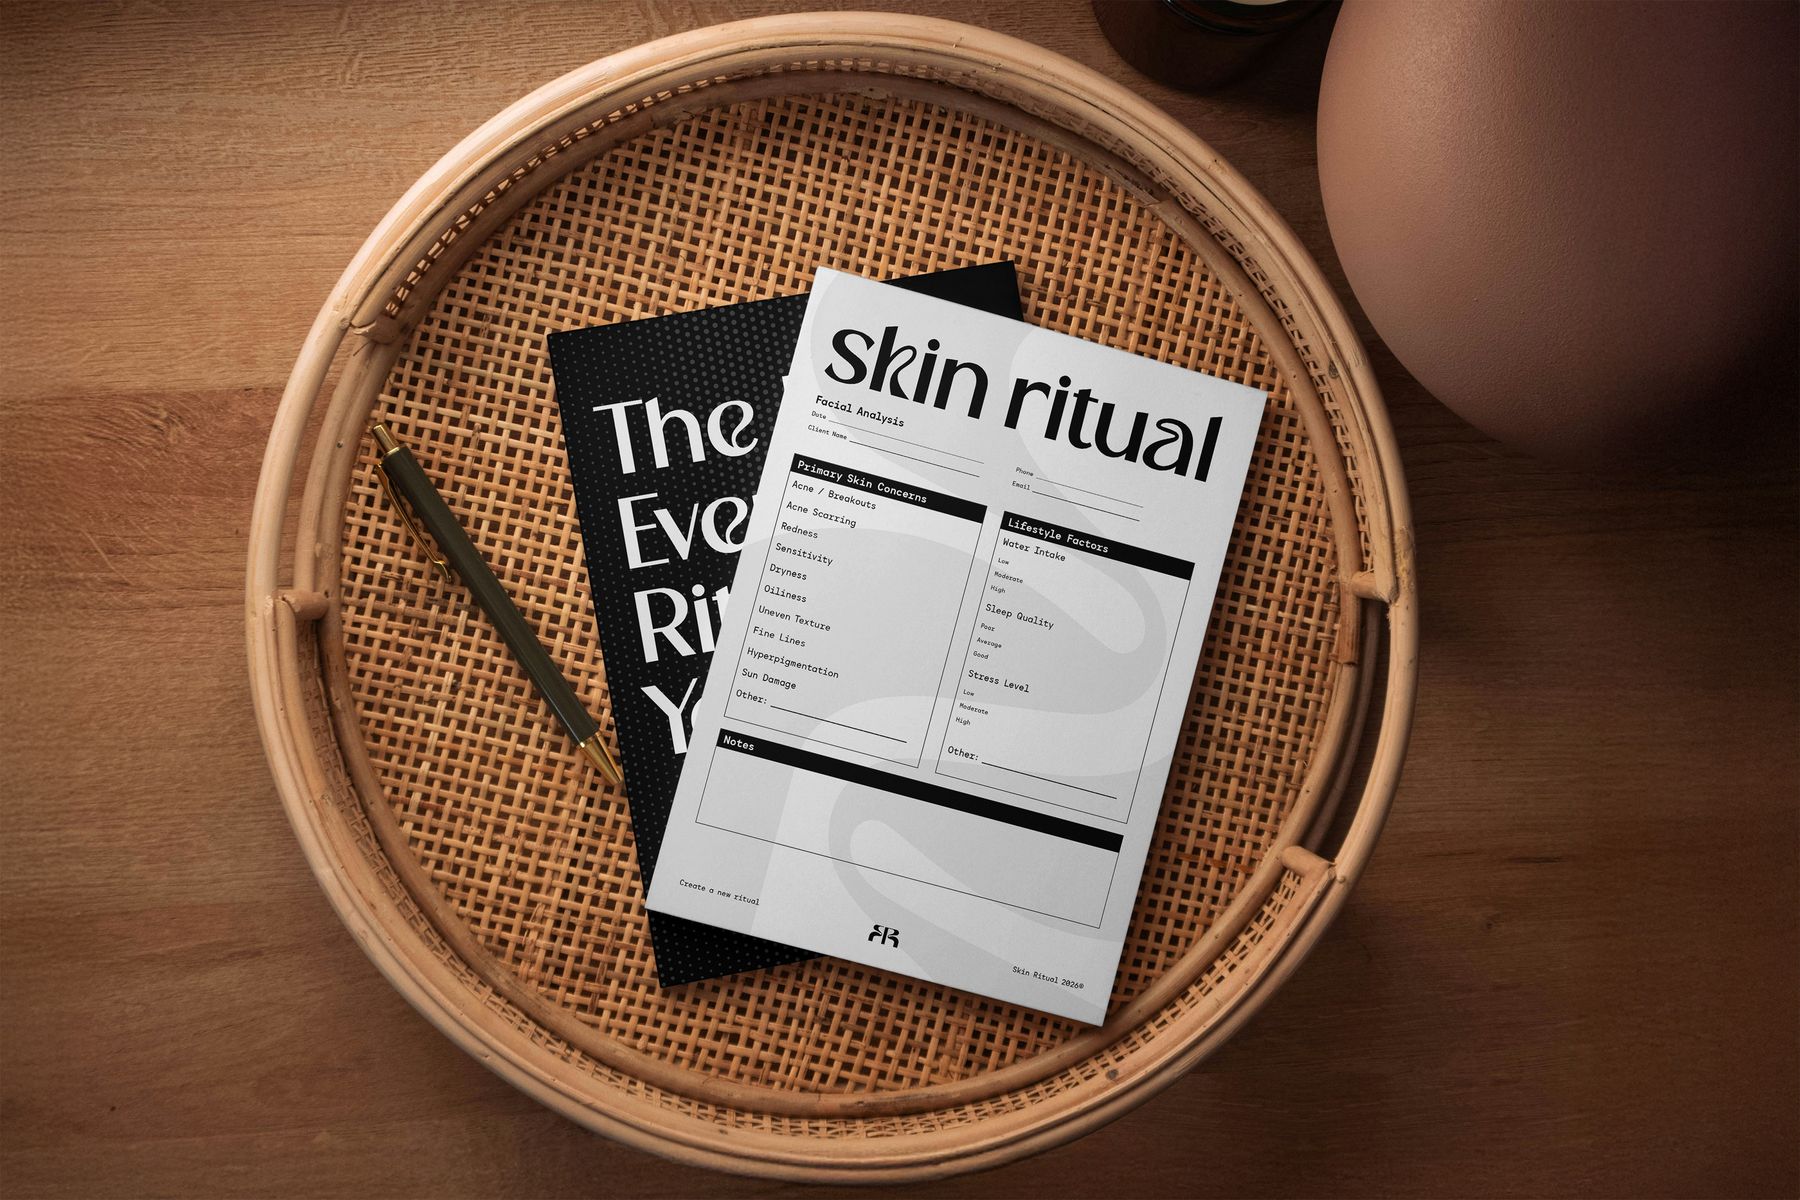 The
Eve
Rit
Yo
skin ritual
Facial Analysis
Date
Client Name
Phone
Email
Primary Skin Concerns
Acne / Breakouts
Acne Scarring
Redness
Sensitivity
Dryness
Oiliness
Uneven Texture
Fine Lines
Hyperpigmentation
Sun Damage
Other:
Lifestyle Factors
Water Intake
Low
Moderate
High
Sleep Quality
Poor
Average
Good
Stress Level
Low
Moderate
High
Other:
Notes
Create a new ritual
RR
Skin Ritual 2026®